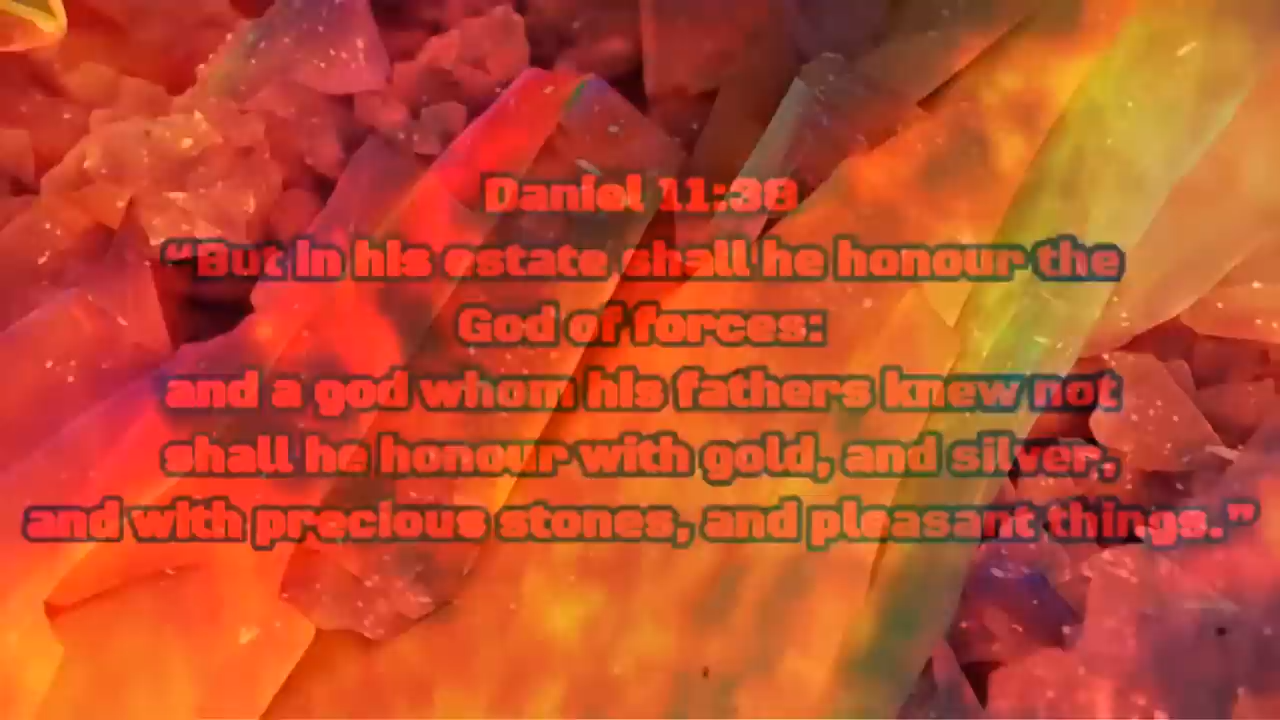 Daniel 11:38
“But in his estate shall he honour the
God of forces:
and a god whom his fathers knew not
shall he honour with gold, and silver,
and with precious stones, and pleasant things.”